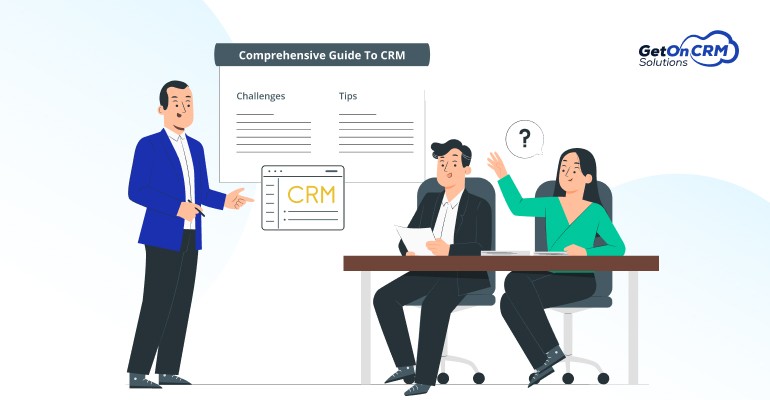 Comprehensive Guide To CRM
GetOnCRM
Solutions
Challenges
Tips
CRM
?